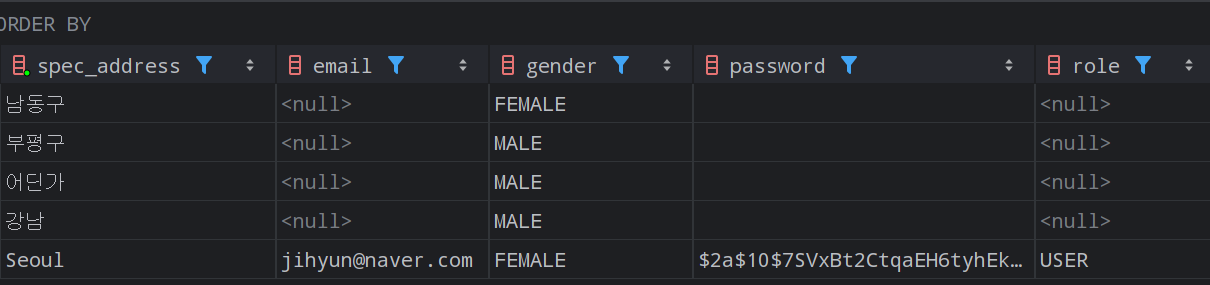 ORDER BY
spec_address email gender password role
남동구 <null> FEMALE <null>
부평구 <null> MALE <null>
어딘가 <null> MALE <null>
강남 <null> MALE <null>
Seoul jihyun@naver.com FEMALE $2a$10$7SVxBt2CtqaEH6tyhEk… USER